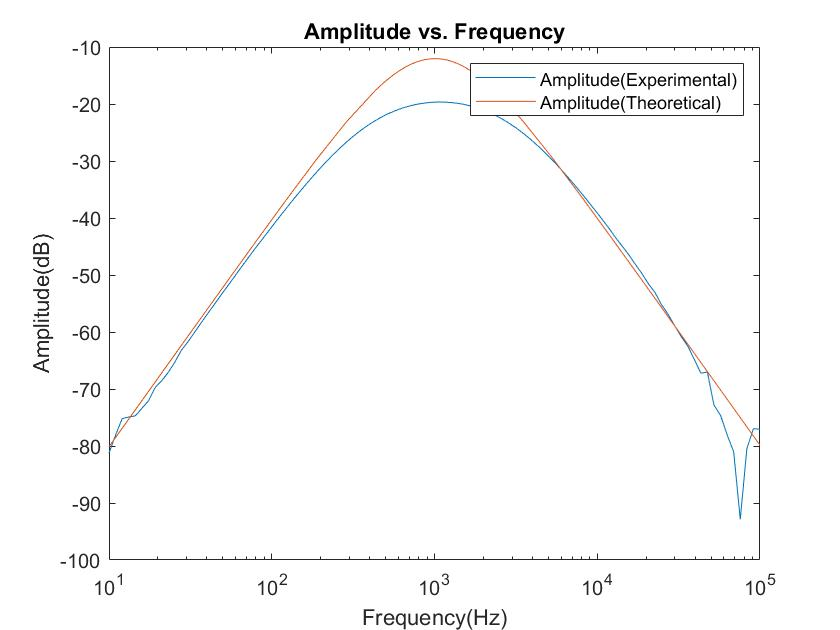 Amplitude vs. Frequency
Amplitude(Experimental)
Amplitude(Theoretical)
Amplitude(dB)
-10
-20
-30
-40
-50
-60
-70
-80
-90
-100
10^1 10^2 10^3 10^4 10^5
Frequency(Hz)